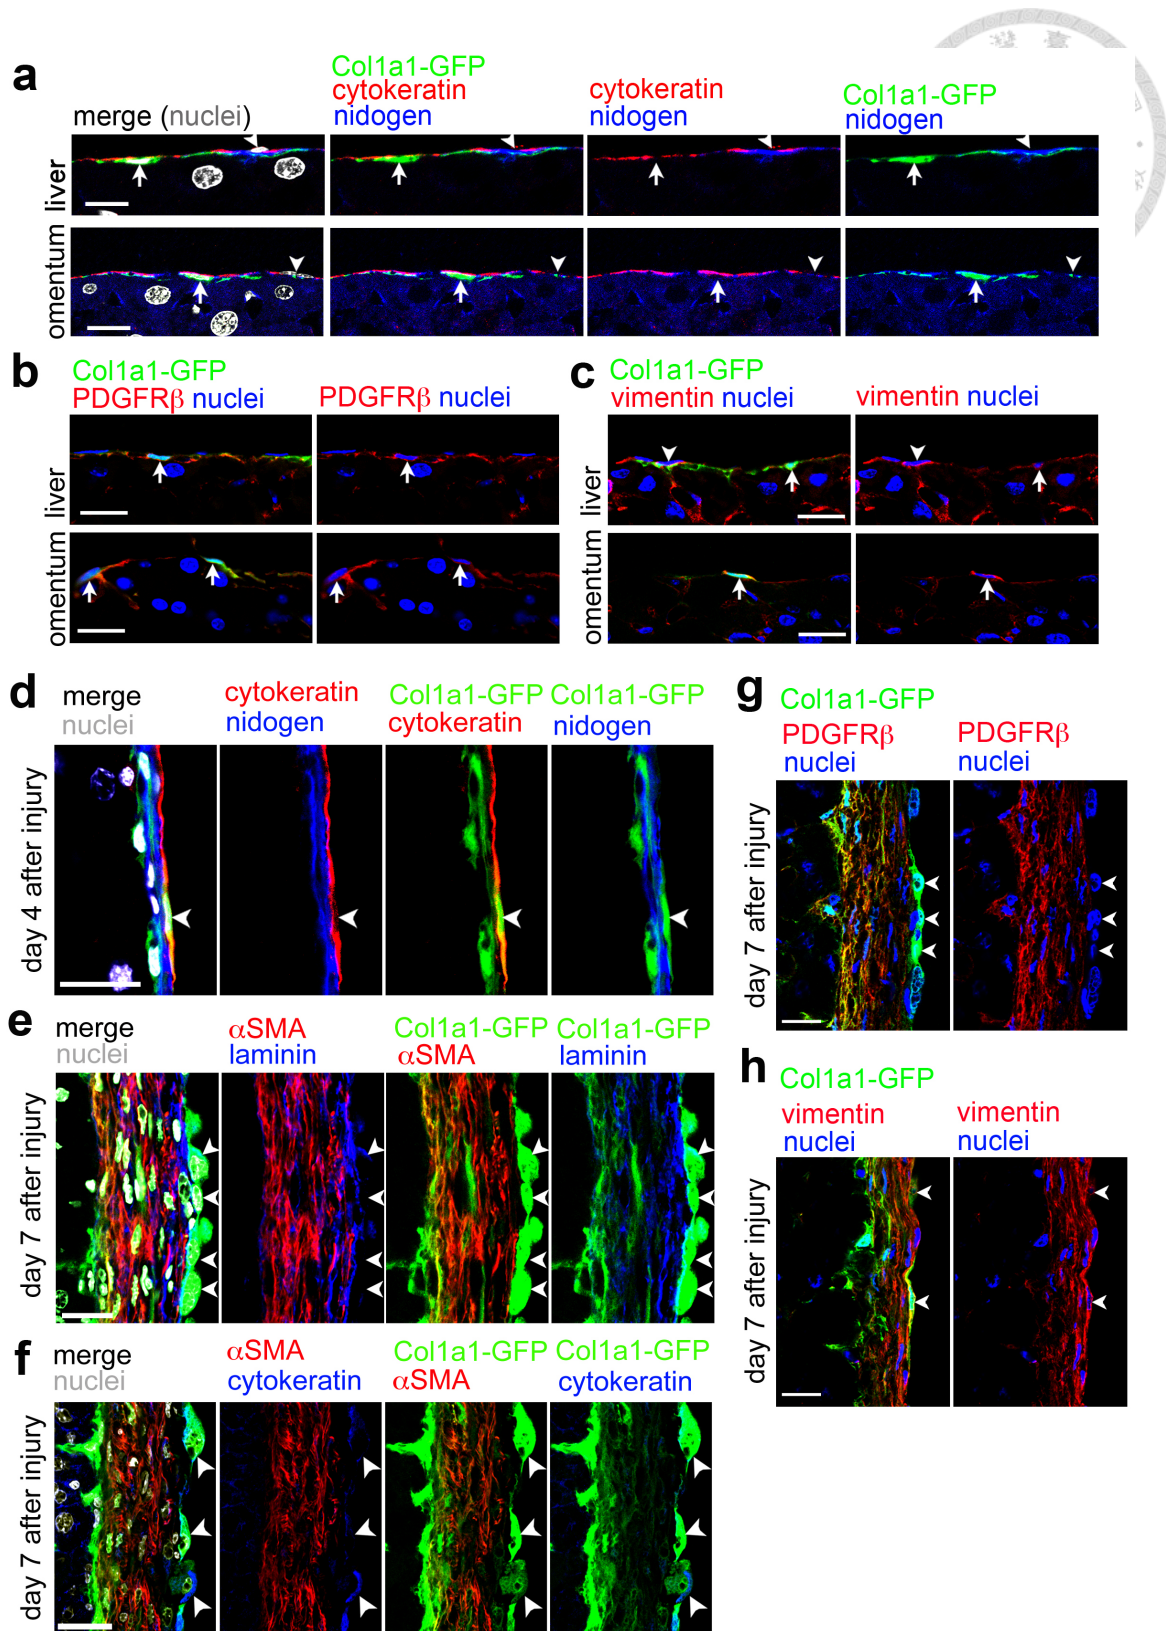 a
Col1a1-GFP
cytokeratin
nidogen
merge (nuclei)
cytokeratin
nidogen
Col1a1-GFP
nidogen
liver
omentum
b
Col1a1-GFP
PDGFRβ nuclei
PDGFRβ nuclei
liver
omentum
c
Col1a1-GFP
vimentin nuclei
vimentin nuclei
liver
omentum
d
merge
nuclei
cytokeratin
nidogen
Col1a1-GFP
cytokeratin
Col1a1-GFP
nidogen
day 4 after injury
e
merge
nuclei
αSMA
laminin
Col1a1-GFP
αSMA
Col1a1-GFP
laminin
day 7 after injury
f
merge
nuclei
αSMA
cytokeratin
Col1a1-GFP
αSMA
Col1a1-GFP
cytokeratin
day 7 after injury
g
Col1a1-GFP
PDGFRβ
nuclei
PDGFRβ
nuclei
day 7 after injury
h
Col1a1-GFP
vimentin
nuclei
vimentin
nuclei
day 7 after injury